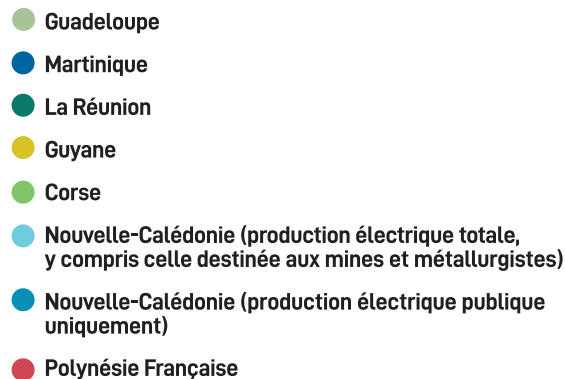 Guadeloupe
Martinique
La Réunion
Guyane
Corse
Nouvelle-Calédonie (production électrique totale,
y compris celle destinée aux mines et métallurgistes)
Nouvelle-Calédonie (production électrique publique
uniquement)
Polynésie Française